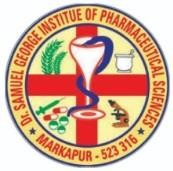 DR. SAMUEL GEORGE INSTITUE OF PHARMACEUTICAL SCIENCES
MARKAPUR - 523 316